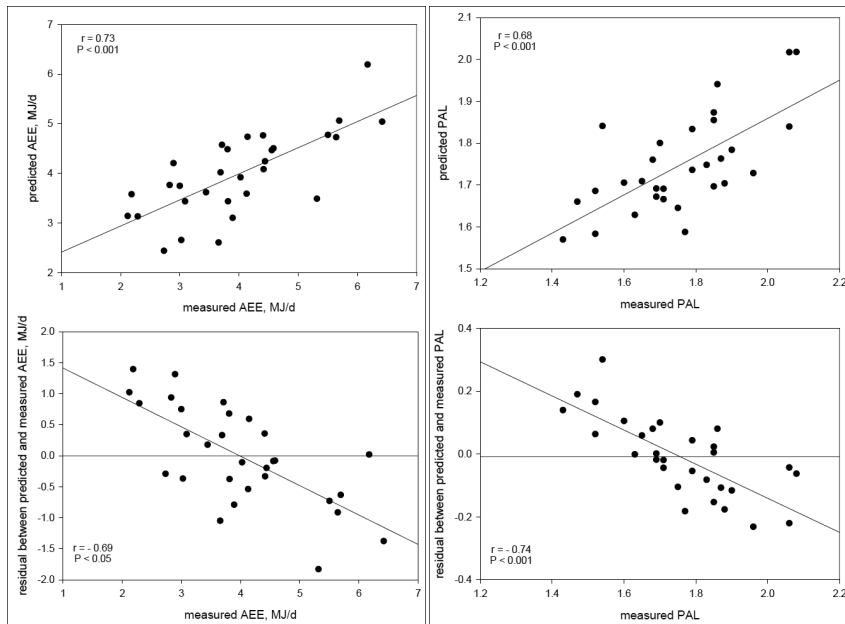 r = 0.73
P < 0.001
predicted AEE, MJ/d
7
6
5
4
3
2
1 2 3 4 5 6 7
measured AEE, MJ/d
r = 0.68
P < 0.001
predicted PAL
2.1
2.0
1.9
1.8
1.7
1.6
1.5
1.2 1.4 1.6 1.8 2.0 2.2
measured PAL
residual between predicted and measured AEE, MJ/d
2.0
1.5
1.0
0.5
0.0
-0.5
-1.0
-1.5
-2.0
r = - 0.69
P < 0.05
1 2 3 4 5 6 7
measured AEE, MJ/d
residual between predicted and measured PAL
0.4
0.2
0.0
-0.2
-0.4
r = - 0.74
P < 0.001
1.2 1.4 1.6 1.8 2.0 2.2
measured PAL